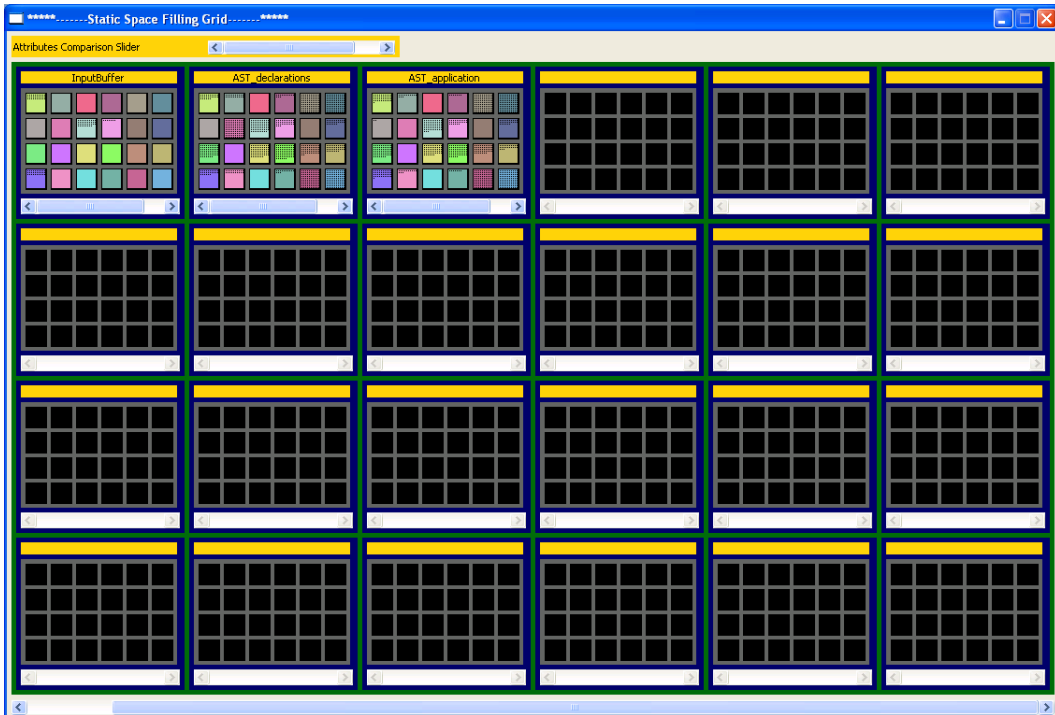 *****-------Static Space Filling Grid-------*****
Attributes Comparison Slider
InputBuffer
AST_declarations
AST_application